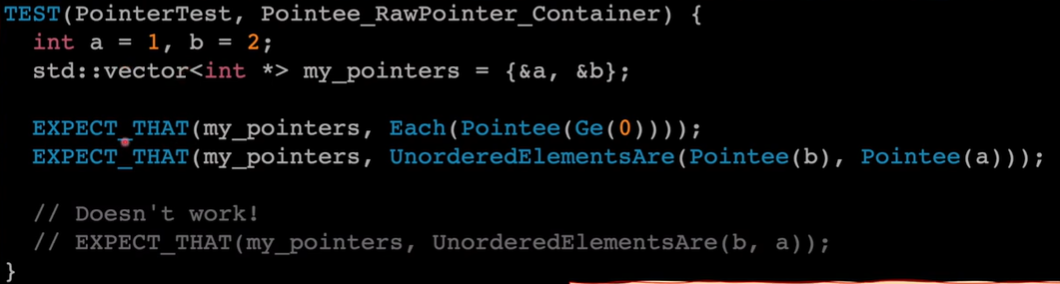 TEST(PointerTest, Pointee_RawPointer_Container) {
  int a = 1, b = 2;
  std::vector<int *> my_pointers = {&a, &b};

  EXPECT_THAT(my_pointers, Each(Pointee(Ge(0))));
  EXPECT_THAT(my_pointers, UnorderedElementsAre(Pointee(b), Pointee(a)));

  // Doesn't work!
  // EXPECT_THAT(my_pointers, UnorderedElementsAre(b, a));
}